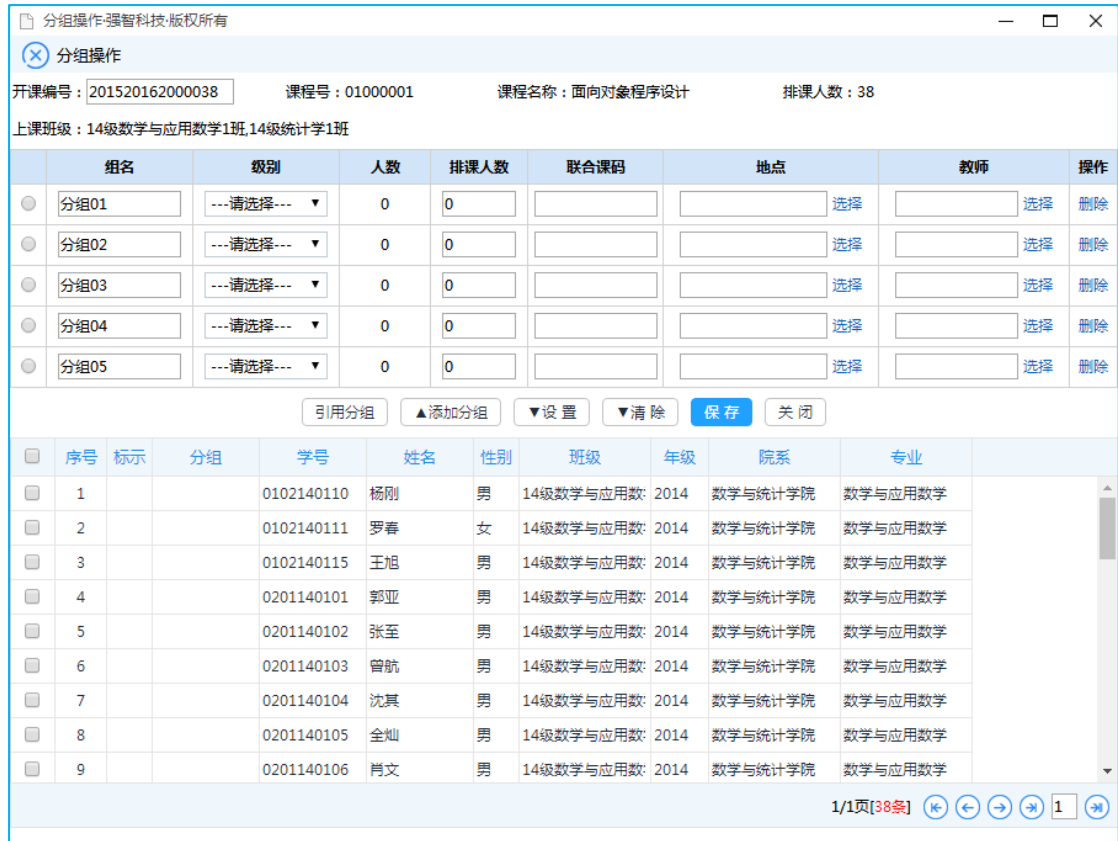 分组操作·强智科技·版权所有
分组操作
开课编号：201520162000038 课程号：01000001 课程名称：面向对象程序设计 排课人数：38
上课班级：14级数学与应用数学1班,14级统计学1班
组名 级别 人数 排课人数 联合课码 地点 教师 操作
分组01 ---请选择--- 0 0 选择 选择 删除
分组02 ---请选择--- 0 0 选择 选择 删除
分组03 ---请选择--- 0 0 选择 选择 删除
分组04 ---请选择--- 0 0 选择 选择 删除
分组05 ---请选择--- 0 0 选择 选择 删除
引用分组 ▲添加分组 ▼设 置 ▼清 除 保 存 关 闭
序号 标示 分组 学号 姓名 性别 班级 年级 院系 专业
1 0102140110 杨刚 男 14级数学与应用数 2014 数学与统计学院 数学与应用数学
2 0102140111 罗春 女 14级数学与应用数 2014 数学与统计学院 数学与应用数学
3 0102140115 王旭 男 14级数学与应用数 2014 数学与统计学院 数学与应用数学
4 0201140101 郭亚 男 14级数学与应用数 2014 数学与统计学院 数学与应用数学
5 0201140102 张至 男 14级数学与应用数 2014 数学与统计学院 数学与应用数学
6 0201140103 曾航 男 14级数学与应用数 2014 数学与统计学院 数学与应用数学
7 0201140104 沈其 男 14级数学与应用数 2014 数学与统计学院 数学与应用数学
8 0201140105 全灿 男 14级数学与应用数 2014 数学与统计学院 数学与应用数学
9 0201140106 肖文 男 14级数学与应用数 2014 数学与统计学院 数学与应用数学
1/1页[38条] 1